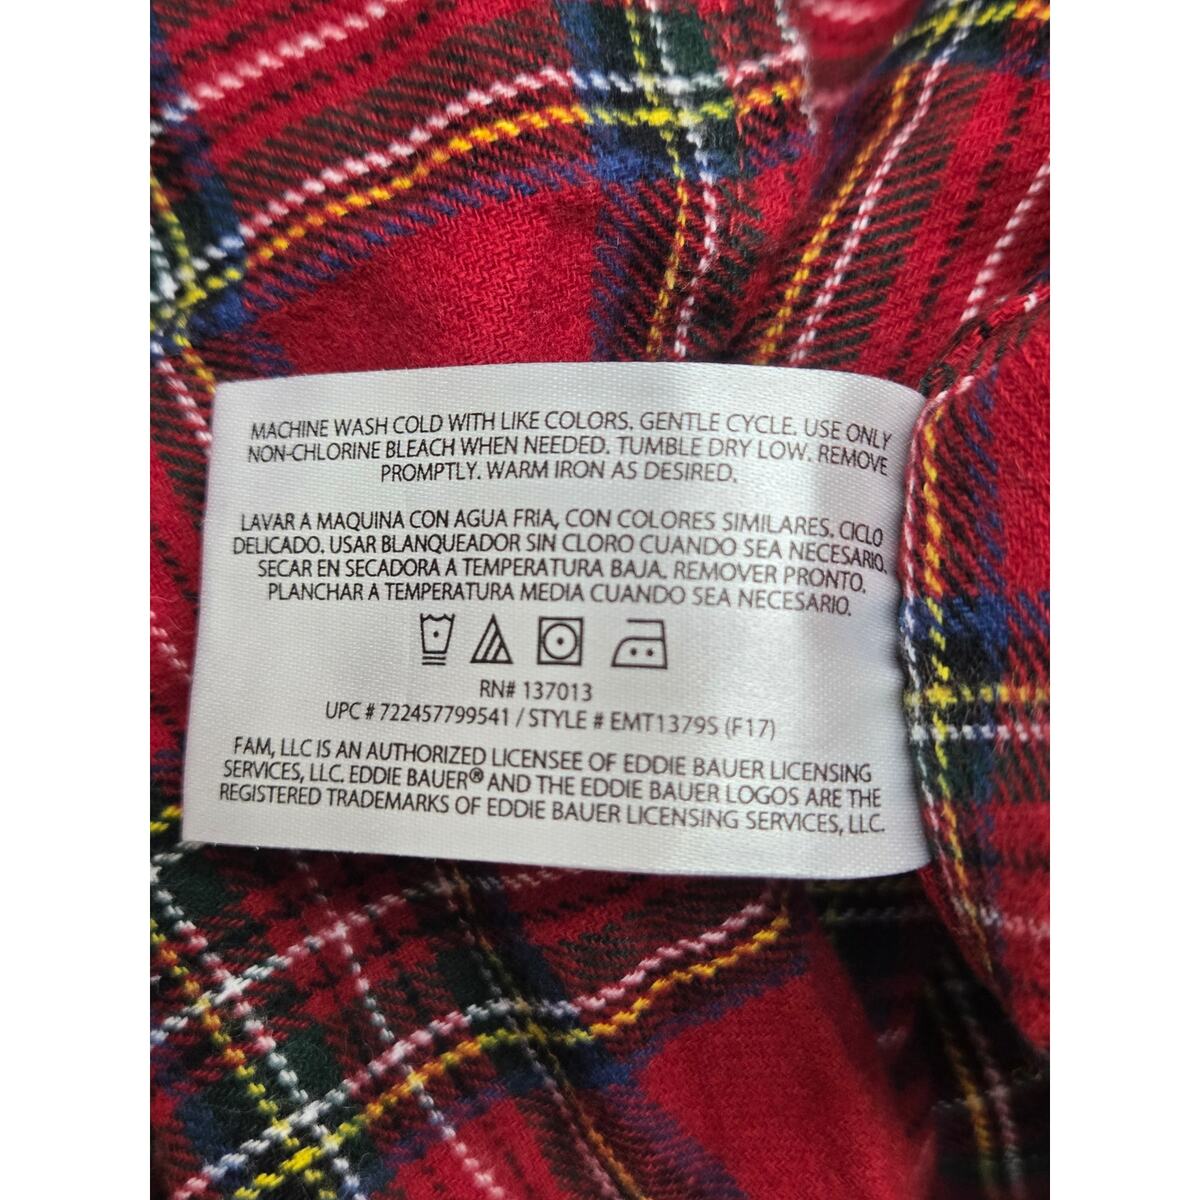 MACHINE WASH COLD WITH LIKE COLORS. GENTLE CYCLE. USE ONLY
NON-CHLORINE BLEACH WHEN NEEDED. TUMBLE DRY LOW. REMOVE
PROMPTLY. WARM IRON AS DESIRED.
LAVAR A MAQUINA CON AGUA FRIA, CON COLORES SIMILARES. CICLO
DELICADO. USAR BLANQUEADOR SIN CLORO CUANDO SEA NECESARIO.
SECAR EN SECADORA A TEMPERATURA BAJA. REMOVER PRONTO.
PLANCHAR A TEMPERATURA MEDIA CUANDO SEA NECESARIO.
RN# 137013
UPC # 722457799541 / STYLE # EMT1379S (F17)
FAM, LLC IS AN AUTHORIZED LICENSEE OF EDDIE BAUER LICENSING
SERVICES, LLC. EDDIE BAUER® AND THE EDDIE BAUER LOGOS ARE THE
REGISTERED TRADEMARKS OF EDDIE BAUER LICENSING SERVICES, LLC.